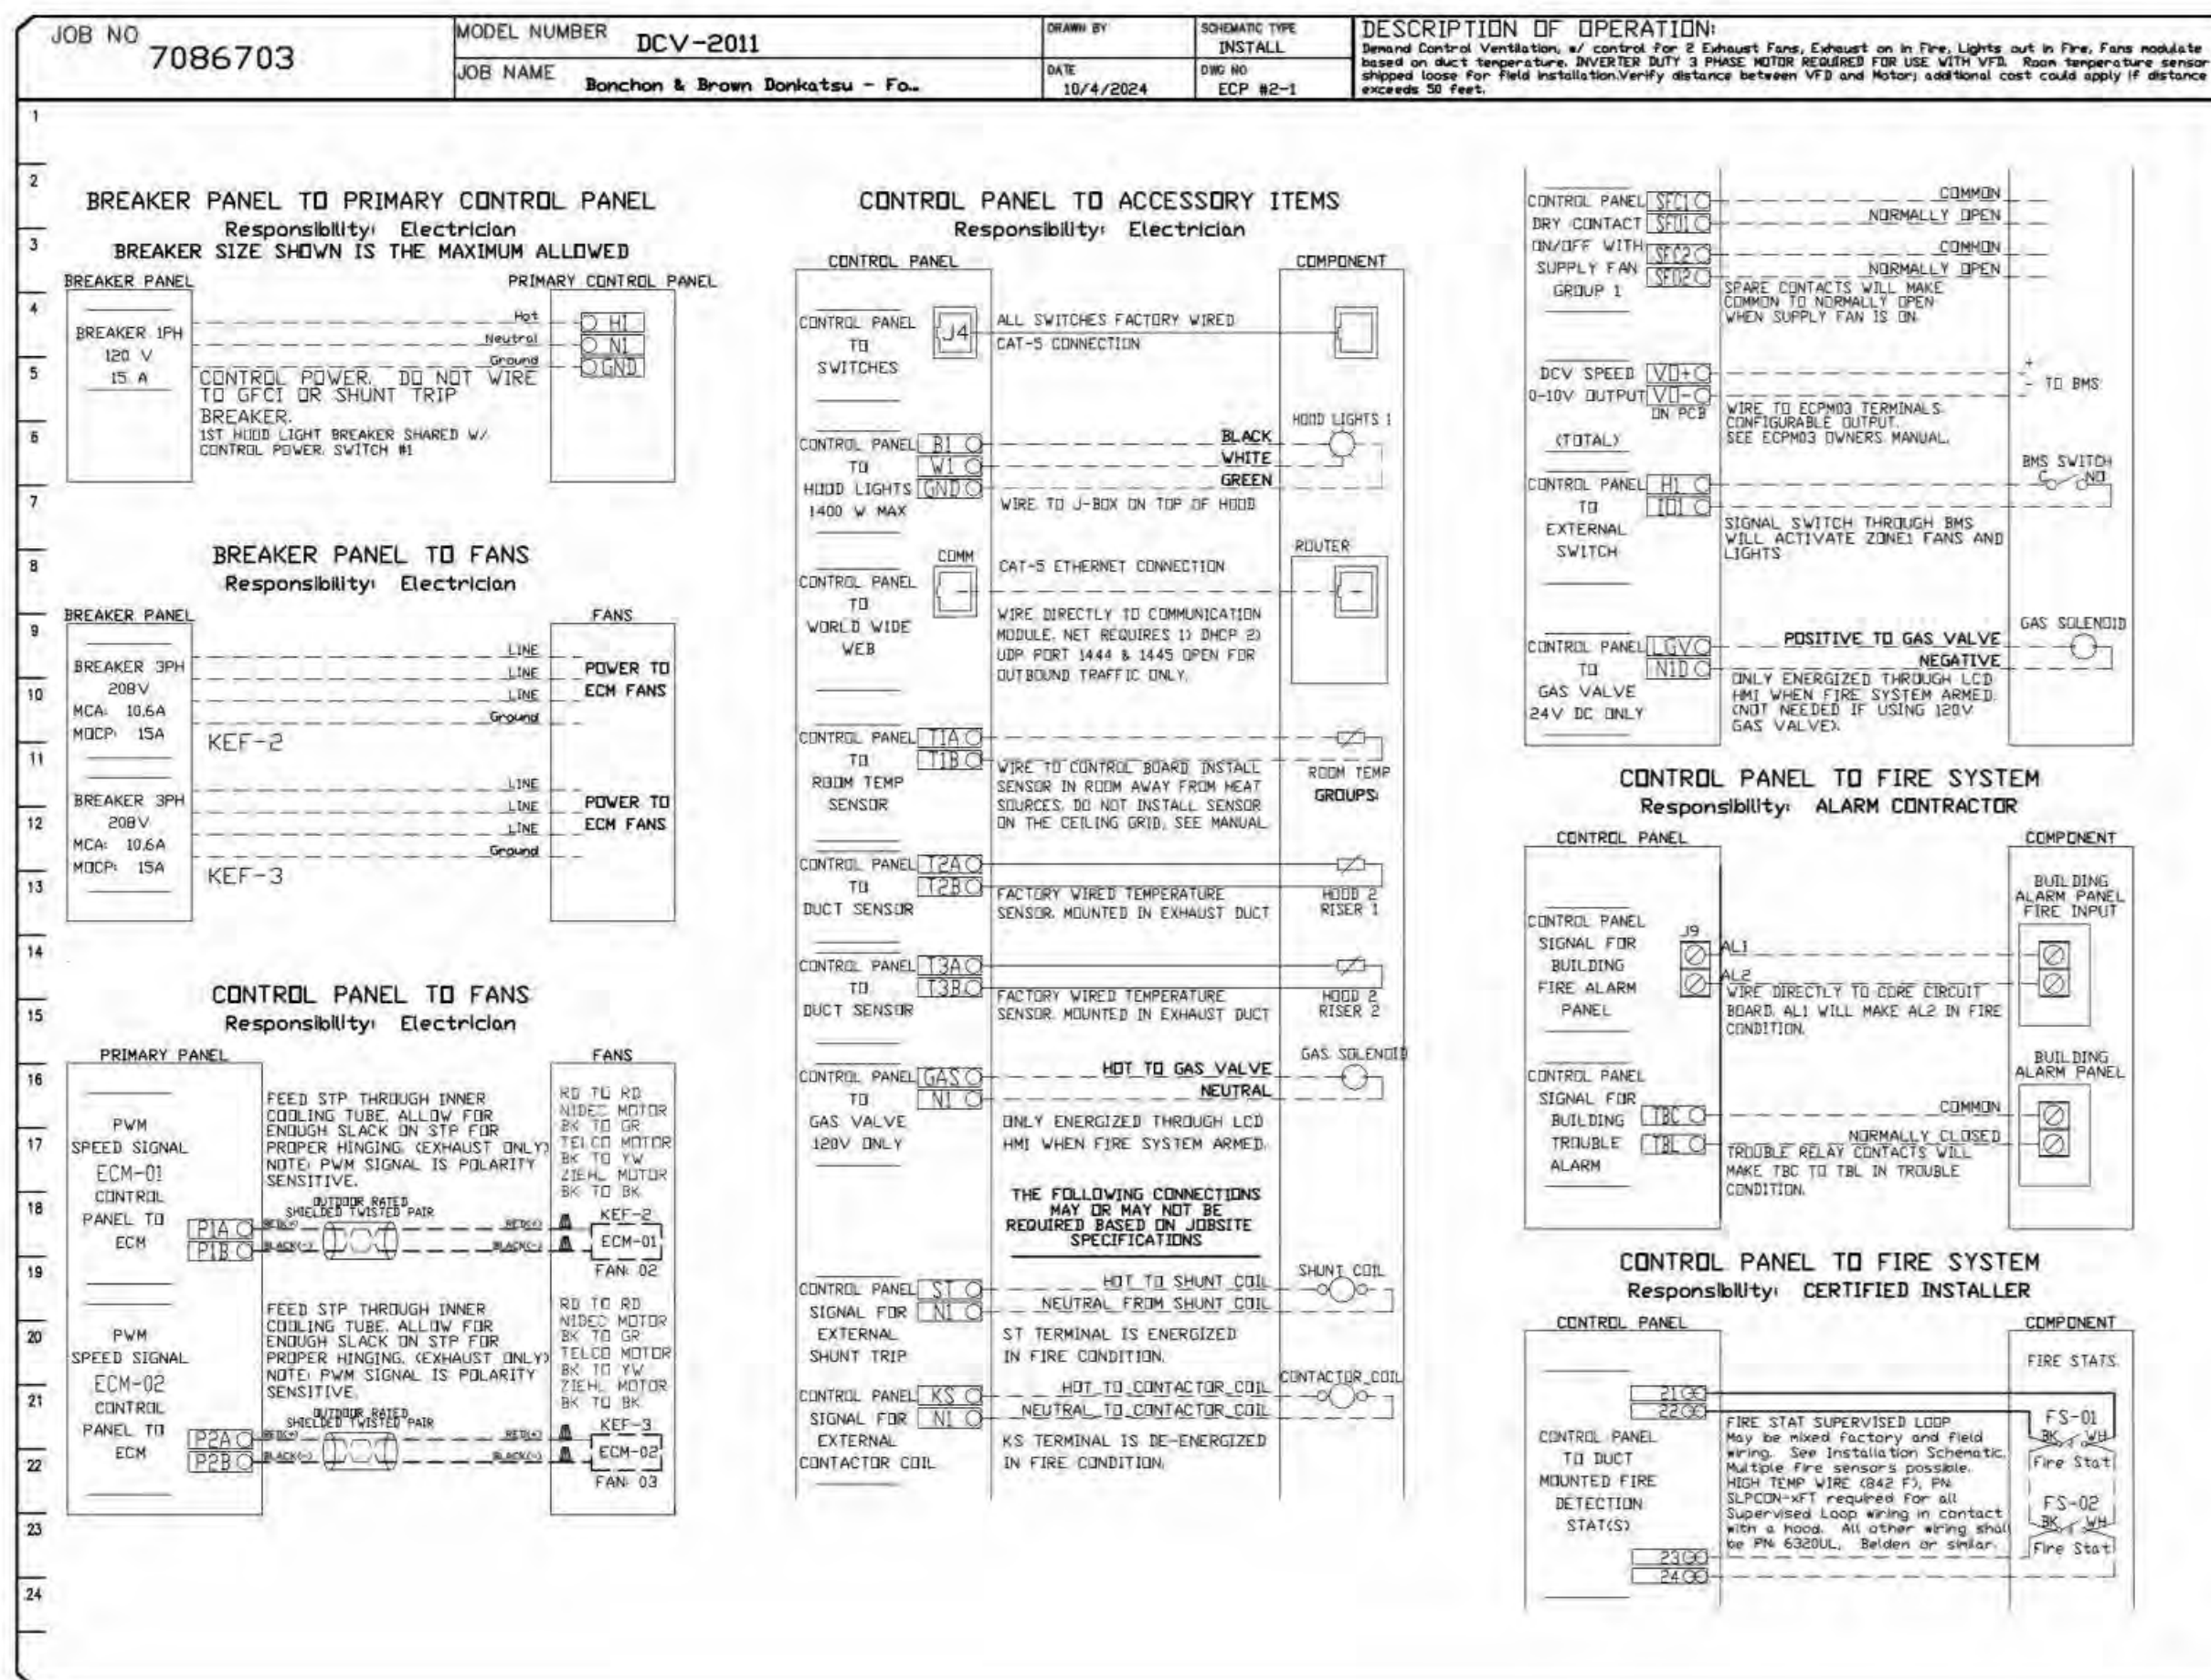 JOB NO
7086703
MODEL NUMBER
DCV-2011
JOB NAME
Bonchon & Brown Donkatsu - Fo..
DRAWN BY
DATE
10/4/2024
SCHEMATIC TYPE
INSTALL
DWG NO
ECP #2-1
DESCRIPTION OF OPERATION:
Demand Control Ventilation, w/ control for 2 Exhaust Fans, Exhaust on in Fire, Lights out in Fire, Fans modulate
based on duct temperature. INVERTER DUTY 3 PHASE MOTOR REQUIRED FOR USE WITH VFD. Room temperature sensor
shipped loose for field installation.Verify distance between VFD and Motor; additional cost could apply if distance
exceeds 50 feet.
1
2
3
4
5
6
7
8
9
10
11
12
13
14
15
16
17
18
19
20
21
22
23
24
BREAKER PANEL TO PRIMARY CONTROL PANEL
Responsibility: Electrician
BREAKER SIZE SHOWN IS THE MAXIMUM ALLOWED
BREAKER PANEL
PRIMARY CONTROL PANEL
BREAKER 1PH
120 V
15 A
Hot
H1
Neutral
N1
Ground
GND
CONTROL POWER. DO NOT WIRE
TO GFCI OR SHUNT TRIP
BREAKER.
1ST HOOD LIGHT BREAKER SHARED W/
CONTROL POWER. SWITCH #1
BREAKER PANEL TO FANS
Responsibility: Electrician
BREAKER PANEL
FANS
BREAKER 3PH
208V
MCA: 10.6A
MOCP: 15A
LINE
LINE
LINE
Ground
POWER TO
ECM FANS
KEF-2
BREAKER 3PH
208V
MCA: 10.6A
MOCP: 15A
LINE
LINE
LINE
Ground
POWER TO
ECM FANS
KEF-3
CONTROL PANEL TO FANS
Responsibility: Electrician
PRIMARY PANEL
FANS
PWM
SPEED SIGNAL
ECM-01
CONTROL
PANEL TO
ECM
P1A
P1B
FEED STP THROUGH INNER
COOLING TUBE. ALLOW FOR
ENOUGH SLACK ON STP FOR
PROPER HINGING. (EXHAUST ONLY)
NOTE: PWM SIGNAL IS POLARITY
SENSITIVE.
OUTDOOR RATED
SHIELDED TWISTED PAIR
RED(+)
RED(+)
BLACK(-)
BLACK(-)
RD TO RD
NIDEC MOTOR
BK TO GR
TELCO MOTOR
BK TO YW
ZIEHL MOTOR
BK TO BK
KEF-2
ECM-01
FAN: 02
PWM
SPEED SIGNAL
ECM-02
CONTROL
PANEL TO
ECM
P2A
P2B
FEED STP THROUGH INNER
COOLING TUBE. ALLOW FOR
ENOUGH SLACK ON STP FOR
PROPER HINGING. (EXHAUST ONLY)
NOTE: PWM SIGNAL IS POLARITY
SENSITIVE.
OUTDOOR RATED
SHIELDED TWISTED PAIR
RED(+)
RED(+)
BLACK(-)
BLACK(-)
RD TO RD
NIDEC MOTOR
BK TO GR
TELCO MOTOR
BK TO YW
ZIEHL MOTOR
BK TO BK
KEF-3
ECM-02
FAN: 03
CONTROL PANEL TO ACCESSORY ITEMS
Responsibility: Electrician
CONTROL PANEL
COMPONENT
CONTROL PANEL
TO
SWITCHES
J4
ALL SWITCHES FACTORY WIRED
CAT-5 CONNECTION
CONTROL PANEL
TO
HOOD LIGHTS
1400 W MAX
B1
W1
GND
BLACK
WHITE
GREEN
WIRE TO J-BOX ON TOP OF HOOD
HOOD LIGHTS 1
CONTROL PANEL
TO
WORLD WIDE
WEB
COMM
CAT-5 ETHERNET CONNECTION
ROUTER
WIRE DIRECTLY TO COMMUNICATION
MODULE. NET REQUIRES 1) DHCP 2)
UDP PORT 1444 & 1445 OPEN FOR
OUTBOUND TRAFFIC ONLY.
CONTROL PANEL
TO
ROOM TEMP
SENSOR
T1A
T1B
WIRE TO CONTROL BOARD INSTALL
SENSOR IN ROOM AWAY FROM HEAT
SOURCES. DO NOT INSTALL SENSOR
ON THE CEILING GRID, SEE MANUAL
ROOM TEMP
GROUPS:
CONTROL PANEL
TO
DUCT SENSOR
T2A
T2B
FACTORY WIRED TEMPERATURE
SENSOR. MOUNTED IN EXHAUST DUCT
HOOD 2
RISER 1
CONTROL PANEL
TO
DUCT SENSOR
T3A
T3B
FACTORY WIRED TEMPERATURE
SENSOR. MOUNTED IN EXHAUST DUCT
HOOD 2
RISER 2
CONTROL PANEL
TO
GAS VALVE
120V ONLY
GAS
N1
HOT TO GAS VALVE
NEUTRAL
ONLY ENERGIZED THROUGH LCD
HMI WHEN FIRE SYSTEM ARMED.
GAS SOLENOID
THE FOLLOWING CONNECTIONS
MAY OR MAY NOT BE
REQUIRED BASED ON JOBSITE
SPECIFICATIONS
CONTROL PANEL
SIGNAL FOR
EXTERNAL
SHUNT TRIP
ST
N1
HOT TO SHUNT COIL
NEUTRAL FROM SHUNT COIL
ST TERMINAL IS ENERGIZED
IN FIRE CONDITION.
SHUNT COIL
CONTROL PANEL
SIGNAL FOR
EXTERNAL
CONTACTOR COIL
KS
N1
HOT TO CONTACTOR COIL
NEUTRAL TO CONTACTOR COIL
KS TERMINAL IS DE-ENERGIZED
IN FIRE CONDITION.
CONTACTOR COIL
CONTROL PANEL
DRY CONTACT
ON/OFF WITH
SUPPLY FAN
GROUP 1
SFC1
SFO1
SFC2
SFO2
COMMON
NORMALLY OPEN
COMMON
NORMALLY OPEN
SPARE CONTACTS WILL MAKE
COMMON TO NORMALLY OPEN
WHEN SUPPLY FAN IS ON.
DCV SPEED
0-10V OUTPUT
(TOTAL)
VO+
VO-
ON PCB
WIRE TO ECPM03 TERMINALS.
CONFIGURABLE OUTPUT.
SEE ECPM03 OWNERS MANUAL.
+
- TO BMS
CONTROL PANEL
TO
EXTERNAL
SWITCH
H1
IO1
SIGNAL SWITCH THROUGH BMS
WILL ACTIVATE ZONE1 FANS AND
LIGHTS
BMS SWITCH
C NO
CONTROL PANEL
TO
GAS VALVE
24V DC ONLY
LGV
N1D
POSITIVE TO GAS VALVE
NEGATIVE
ONLY ENERGIZED THROUGH LCD
HMI WHEN FIRE SYSTEM ARMED.
(NOT NEEDED IF USING 120V
GAS VALVE).
GAS SOLENOID
CONTROL PANEL TO FIRE SYSTEM
Responsibility: ALARM CONTRACTOR
CONTROL PANEL
COMPONENT
CONTROL PANEL
SIGNAL FOR
BUILDING
FIRE ALARM
PANEL
J9
AL1
AL2
WIRE DIRECTLY TO CORE CIRCUIT
BOARD. AL1 WILL MAKE AL2 IN FIRE
CONDITION.
BUILDING
ALARM PANEL
FIRE INPUT
CONTROL PANEL
SIGNAL FOR
BUILDING
TROUBLE
ALARM
TBC
TBL
COMMON
NORMALLY CLOSED
TROUBLE RELAY CONTACTS WILL
MAKE TBC TO TBL IN TROUBLE
CONDITION.
BUILDING
ALARM PANEL
CONTROL PANEL TO FIRE SYSTEM
Responsibility: CERTIFIED INSTALLER
CONTROL PANEL
COMPONENT
CONTROL PANEL
TO DUCT
MOUNTED FIRE
DETECTION
STAT(S)
21
22
23
24
FIRE STAT SUPERVISED LOOP
May be mixed factory and field
wiring. See Installation Schematic.
Multiple fire sensors possible.
HIGH TEMP WIRE (842 F), PN:
SLPCON-xFT required for all
Supervised Loop wiring in contact
with a hood. All other wiring shall
be PN: 6320UL, Belden or similar.
FIRE STATS
FS-01
BK WH
Fire Stat
FS-02
BK WH
Fire Stat